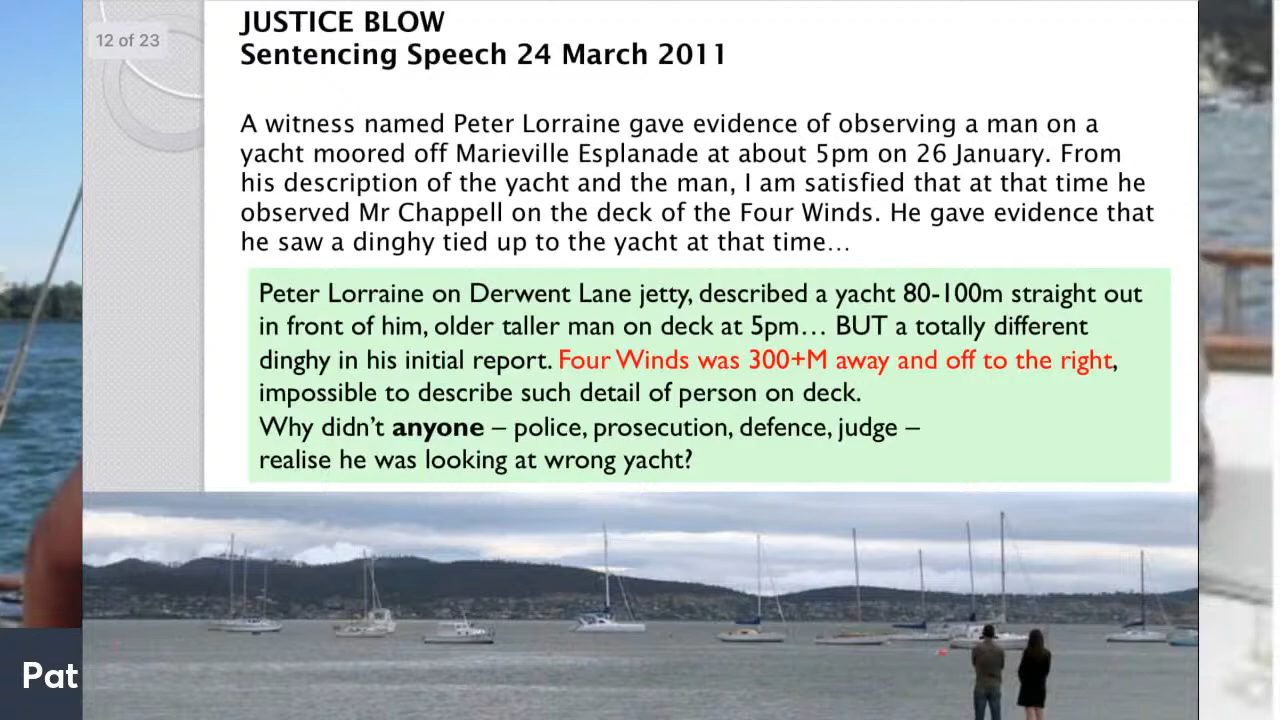 12 of 23
JUSTICE BLOW
Sentencing Speech 24 March 2011
A witness named Peter Lorraine gave evidence of observing a man on a
yacht moored off Marieville Esplanade at about 5pm on 26 January. From
his description of the yacht and the man, I am satisfied that at that time he
observed Mr Chappell on the deck of the Four Winds. He gave evidence that
he saw a dinghy tied up to the yacht at that time…
Peter Lorraine on Derwent Lane jetty, described a yacht 80-100m straight out
in front of him, older taller man on deck at 5pm… BUT a totally different
dinghy in his initial report. Four Winds was 300+M away and off to the right,
impossible to describe such detail of person on deck.
Why didn't anyone – police, prosecution, defence, judge –
realise he was looking at wrong yacht?
Pat